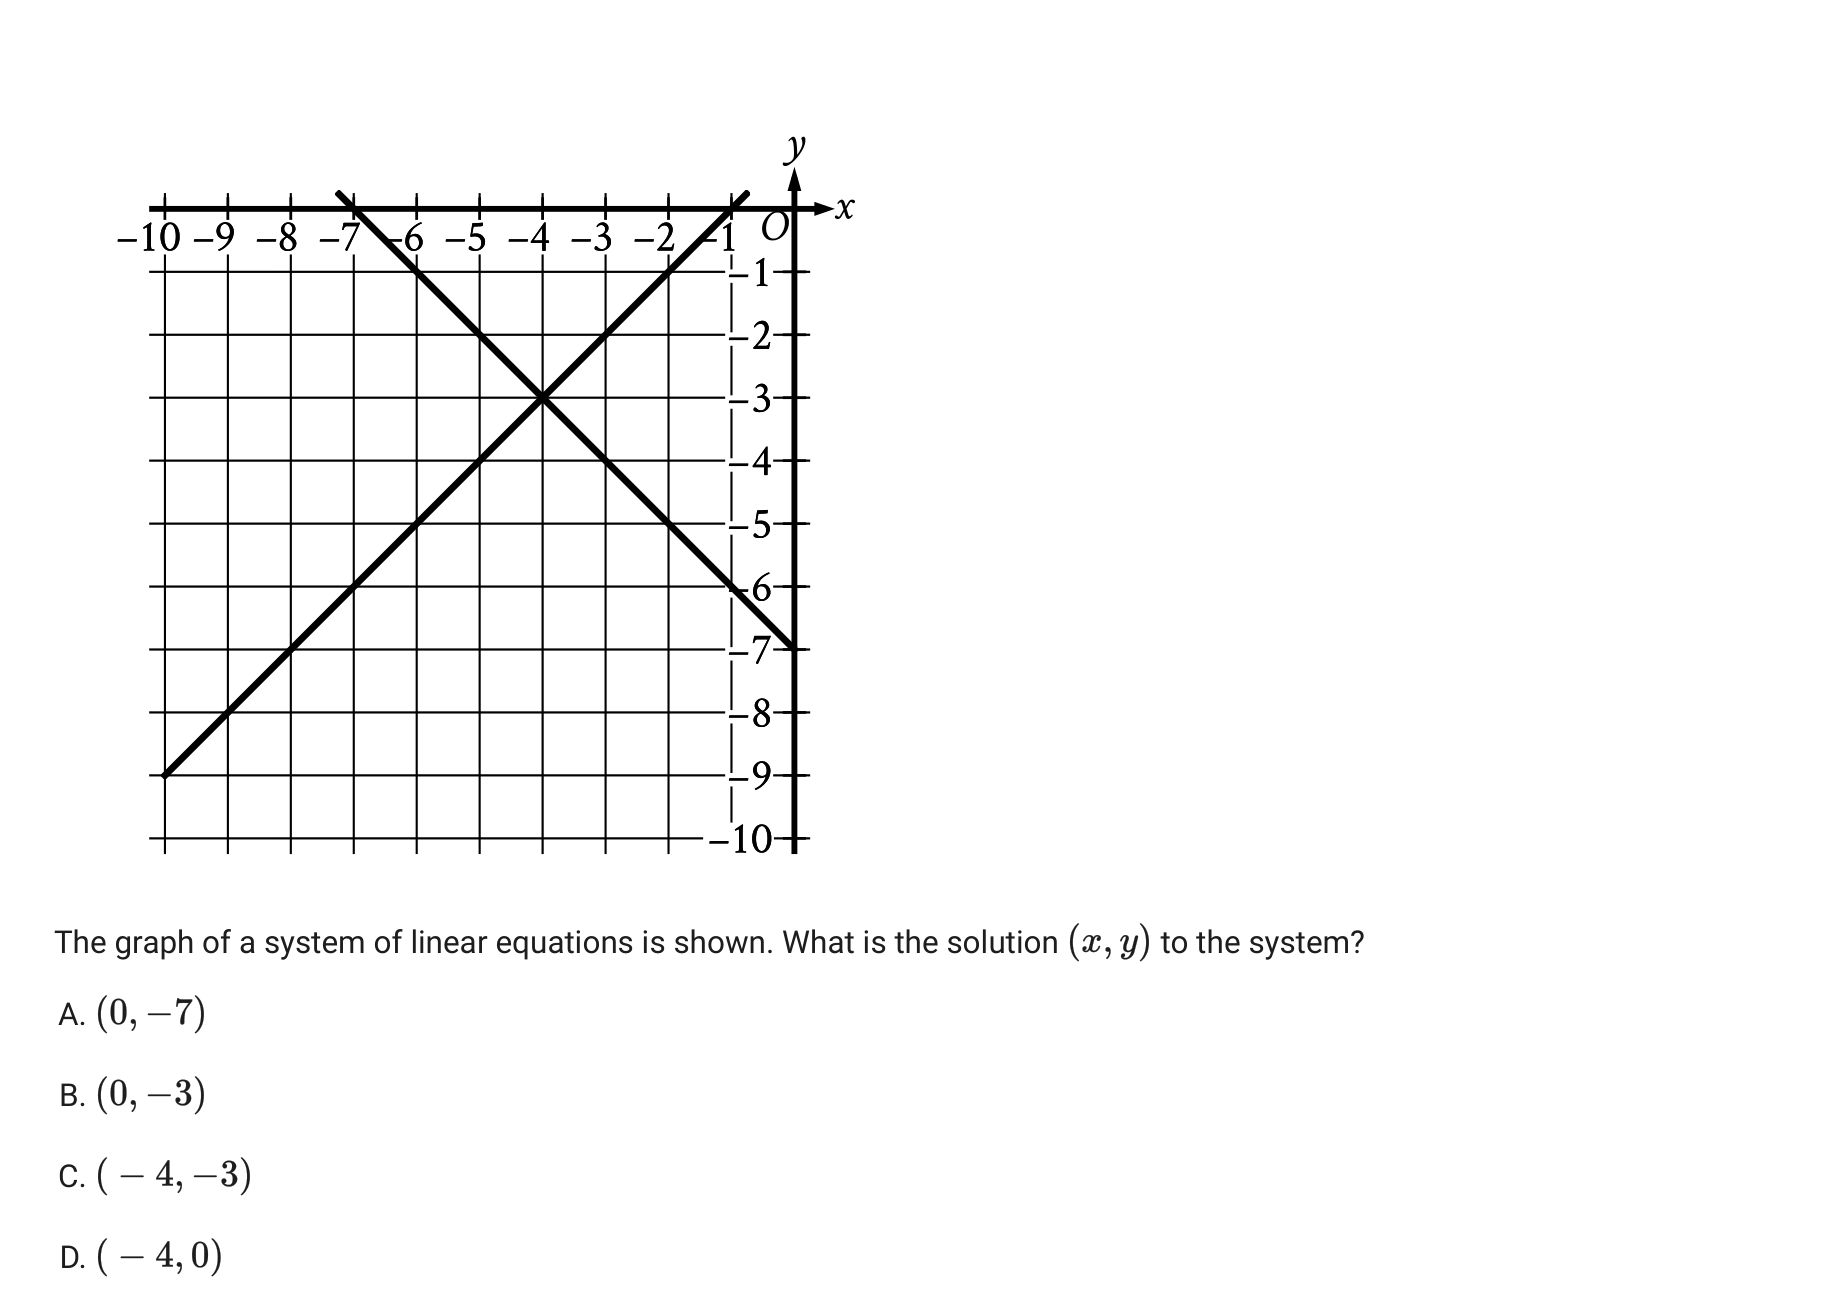 y
x
−10 −9 −8 −7 −6 −5 −4 −3 −2 −1 O
−1
−2
−3
−4
−5
−6
−7
−8
−9
−10
The graph of a system of linear equations is shown. What is the solution (x, y) to the system?
A. (0, −7)
B. (0, −3)
C. ( − 4, −3)
D. ( − 4, 0)